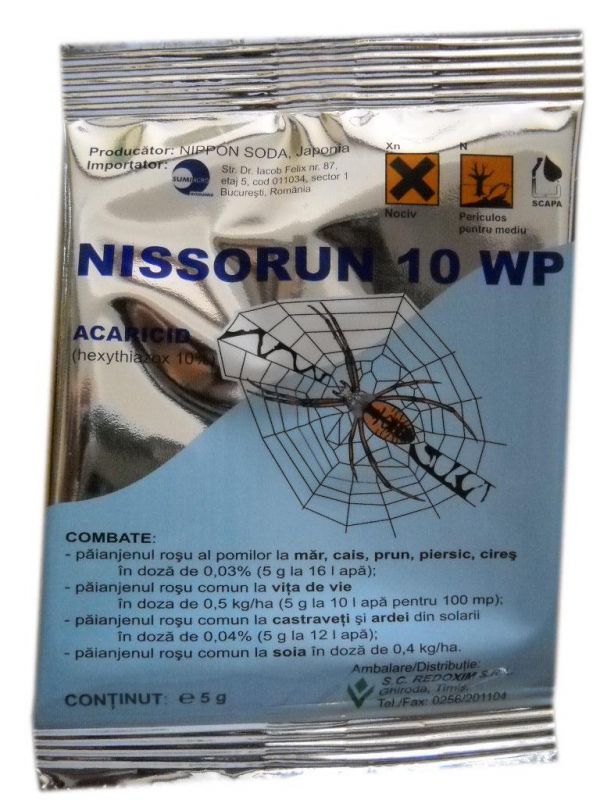 Producător: NIPPON SODA, Japonia
Importator:
SUMMIAGRO
ROMANIA
Str. Dr. Iacob Felix nr. 87,
etaj 5, cod 011034, sector 1
București, România
Xn
Nociv
N
Periculos
pentru mediu
SCAPA
NISSORUN 10 WP
ACARICID
(hexythiazox 10%)
COMBATE:
- păianjenul roșu al pomilor la măr, cais, prun, piersic, cireș
în doză de 0,03% (5 g la 16 l apă);
- păianjenul roșu comun la vița de vie
în doza de 0,5 kg/ha (5 g la 10 l apă pentru 100 mp);
- păianjenul roșu comun la castraveți și ardei din solarii
în doză de 0,04% (5 g la 12 l apă);
- păianjenul roșu comun la soia în doză de 0,4 kg/ha.
CONȚINUT: ℮ 5 g
Ambalare/Distribuție:
S.C. REDOXIM S.R.L.
Ghiroda, Timiș,
Tel./Fax: 0256/201104